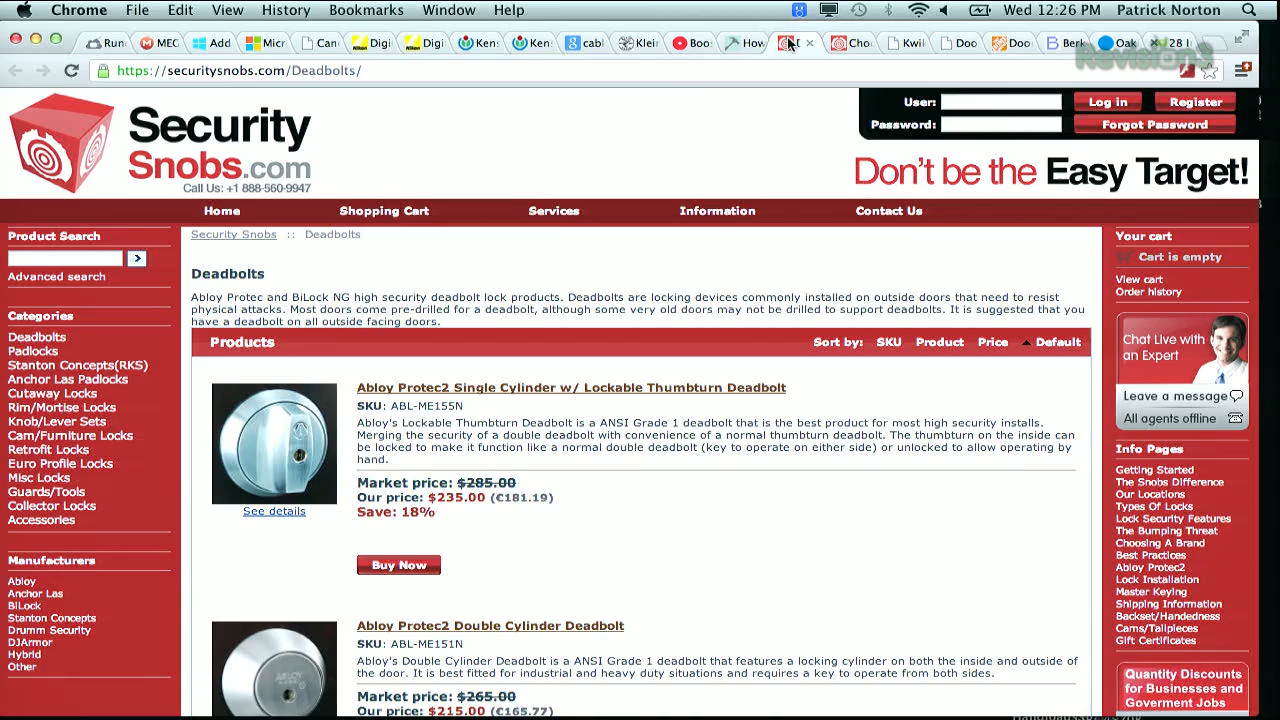 Chrome File Edit View History Bookmarks Window Help Wed 12:26 PM Patrick Norton
Run MEC Add Micr Can Digi Digi Kens Kens cabl Klei Boo How Cho Kwil Doo Doo Berk Oak 28 I
Revision3
https://securitysnobs.com/Deadbolts/
Security
Snobs.com
Call Us: +1 888-560-9947
User: Log in Register
Password: Forgot Password
Don't be the Easy Target!
Home Shopping Cart Services Information Contact Us
Product Search
Advanced search
Categories
Deadbolts
Padlocks
Stanton Concepts(RKS)
Anchor Las Padlocks
Cutaway Locks
Rim/Mortise Locks
Knob/Lever Sets
Cam/Furniture Locks
Retrofit Locks
Euro Profile Locks
Misc Locks
Guards/Tools
Collector Locks
Accessories
Manufacturers
Abloy
Anchor Las
BiLock
Stanton Concepts
Drumm Security
DJArmor
Hybrid
Other
Security Snobs :: Deadbolts
Deadbolts
Abloy Protec and BiLock NG high security deadbolt lock products. Deadbolts are locking devices commonly installed on outside doors that need to resist
physical attacks. Most doors come pre-drilled for a deadbolt, although some very old doors may not be drilled to support deadbolts. It is suggested that you
have a deadbolt on all outside facing doors.
Products Sort by: SKU Product Price Default
Abloy Protec2 Single Cylinder w/ Lockable Thumbturn Deadbolt
SKU: ABL-ME155N
Abloy's Lockable Thumbturn Deadbolt is a ANSI Grade 1 deadbolt that is the best product for most high security installs.
Merging the security of a double deadbolt with convenience of a normal thumbturn deadbolt. The thumbturn on the inside can
be locked to make it function like a normal double deadbolt (key to operate on either side) or unlocked to allow operating by
hand.
Market price: $285.00
Our price: $235.00 (€181.19)
Save: 18%
See details
Buy Now
Abloy Protec2 Double Cylinder Deadbolt
SKU: ABL-ME151N
Abloy's Double Cylinder Deadbolt is a ANSI Grade 1 deadbolt that features a locking cylinder on both the inside and outside of
the door. It is best fited for industrial and heavy duty situations and requires a key to operate from both sides.
Market price: $265.00
Our price: $215.00 (€165.77)
Your cart
Cart is empty
View cart
Order history
Chat Live with
an Expert
Leave a message
All agents offline
Info Pages
Getting Started
The Snobs Difference
Our Locations
Types Of Locks
Lock Security Features
The Bumping Threat
Choosing A Brand
Best Practices
Abloy Protec2
Lock Installation
Master Keying
Shipping Information
Backset/Handedness
Cams/Tailpieces
Gift Certificates
Quantity Discounts
for Businesses and
Goverment Jobs